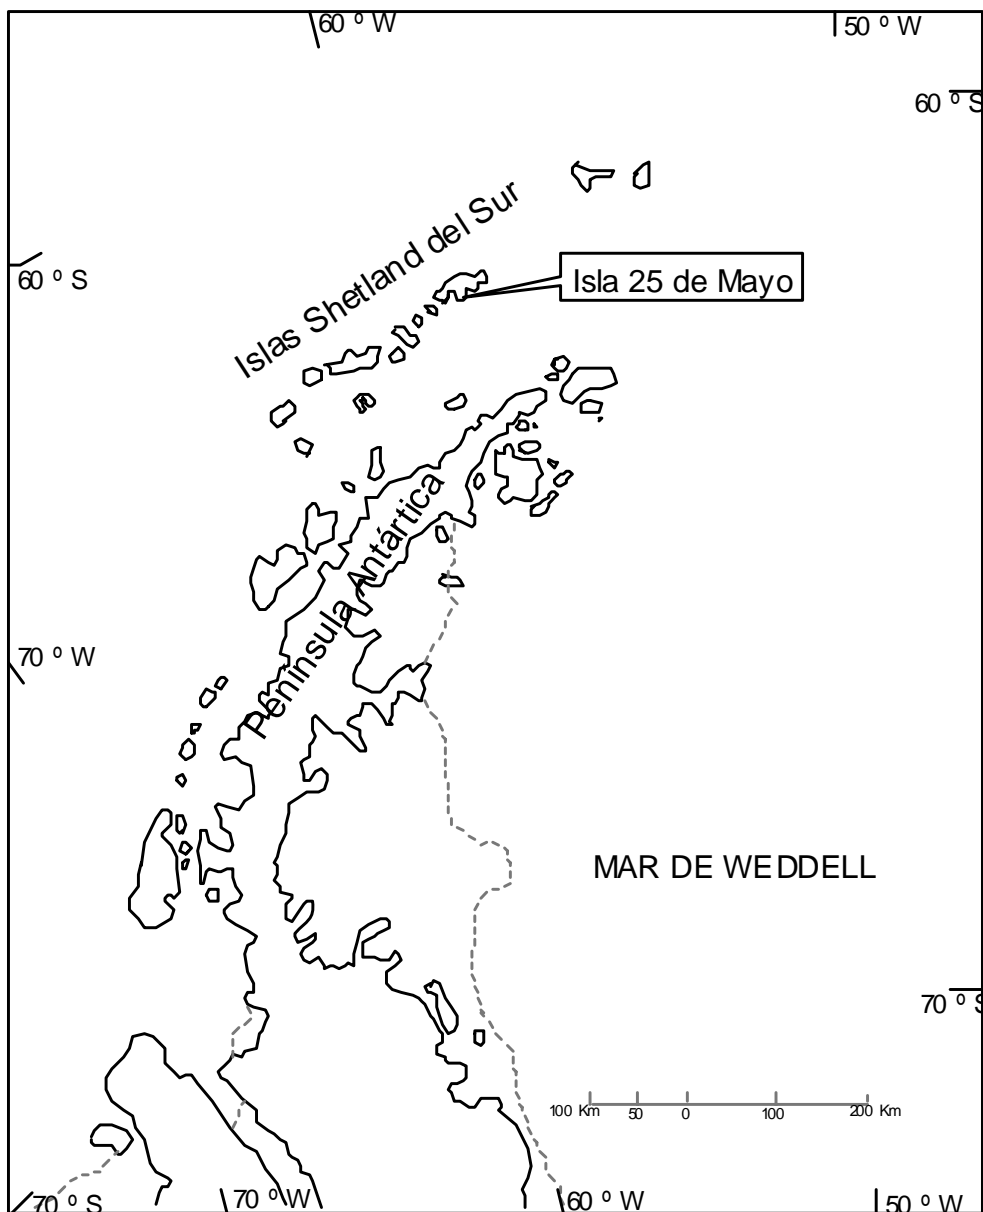 60 º W
50 º W
60 º S
Islas Shetland del Sur
60 º S
Isla 25 de Mayo
Península Antártica
70 º W
MAR DE WEDDELL
70 º S
100 Km 50 0 100 200 Km
70 º S
70 º W
60 º W
50 º W